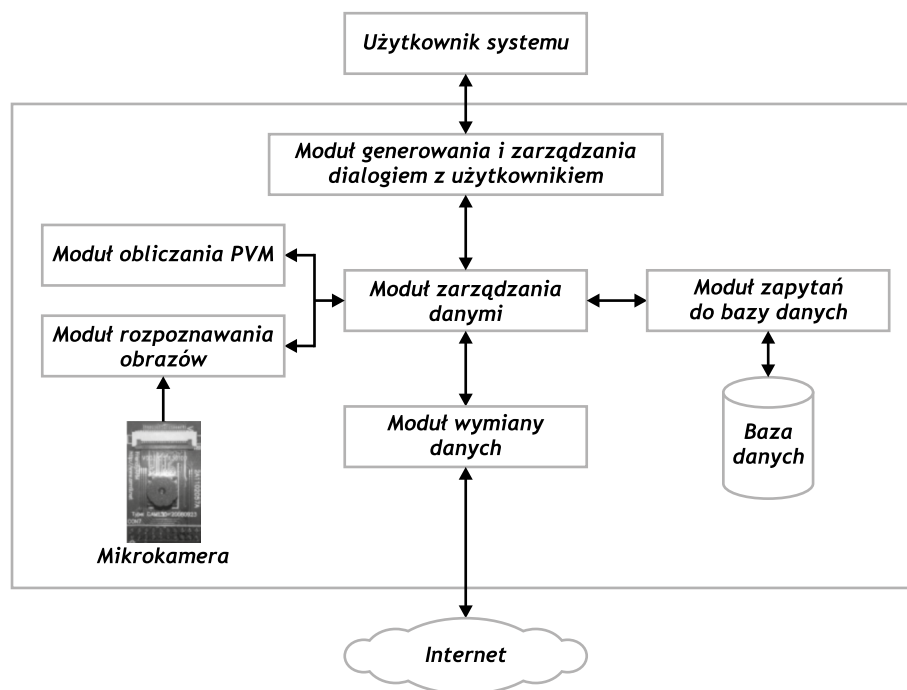 Użytkownik systemu
Moduł generowania i zarządzania
dialogiem z użytkownikiem
Moduł obliczania PVM
Moduł zarządzania
danymi
Moduł zapytań
do bazy danych
Moduł rozpoznawania
obrazów
Moduł wymiany
danych
Baza
danych
Mikrokamera
Internet